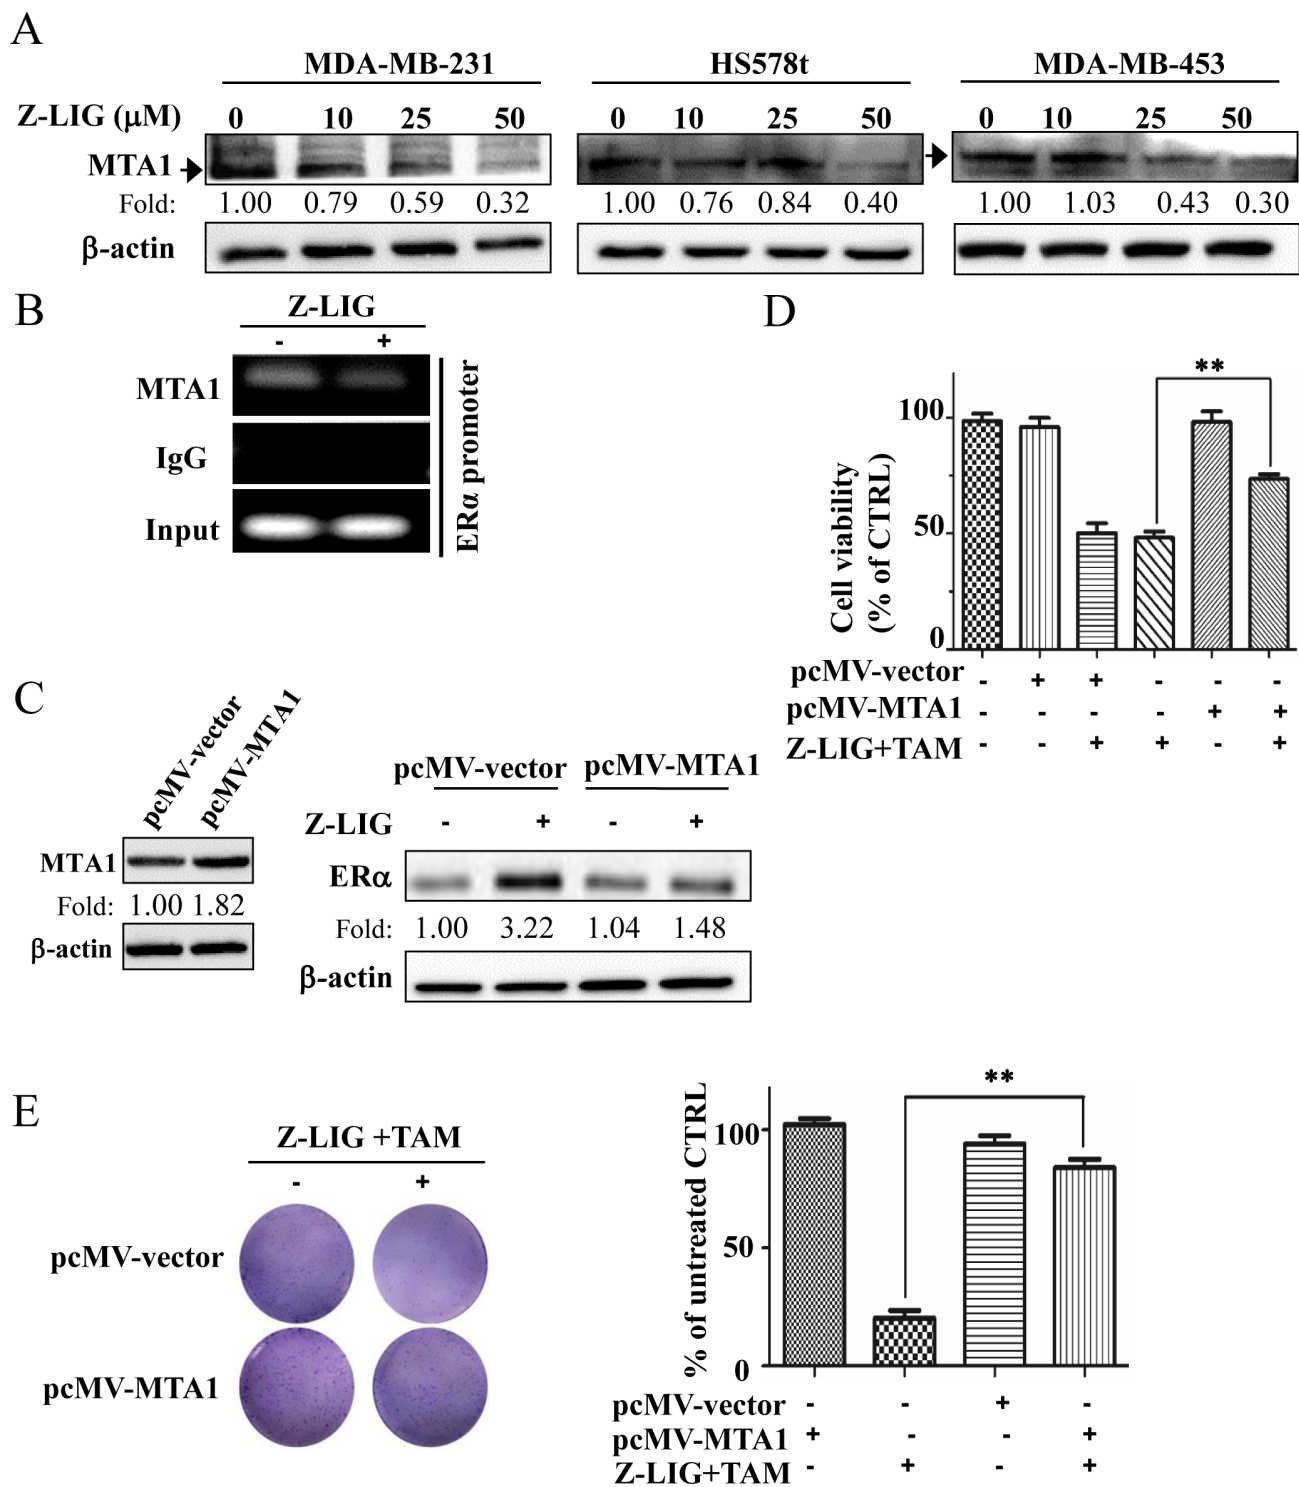 A
MDA-MB-231 HS578t MDA-MB-453
Z-LIG (μM) 0 10 25 50 0 10 25 50 0 10 25 50
MTA1
Fold: 1.00 0.79 0.59 0.32 1.00 0.76 0.84 0.40 1.00 1.03 0.43 0.30
β-actin
B
Z-LIG
- +
MTA1
IgG
Input
ERα promoter
C
pcMV-vector pcMV-MTA1
MTA1
Fold: 1.00 1.82
β-actin
pcMV-vector pcMV-MTA1
Z-LIG - + - +
ERα
Fold: 1.00 3.22 1.04 1.48
β-actin
D
**
Cell viability
(% of CTRL)
100
50
0
pcMV-vector - + + - - -
pcMV-MTA1 - - - - + +
Z-LIG+TAM - - + + - +
E
Z-LIG +TAM
- +
pcMV-vector
pcMV-MTA1
**
% of untreated CTRL
100
50
0
pcMV-vector - - + -
pcMV-MTA1 + - - +
Z-LIG+TAM - + - +